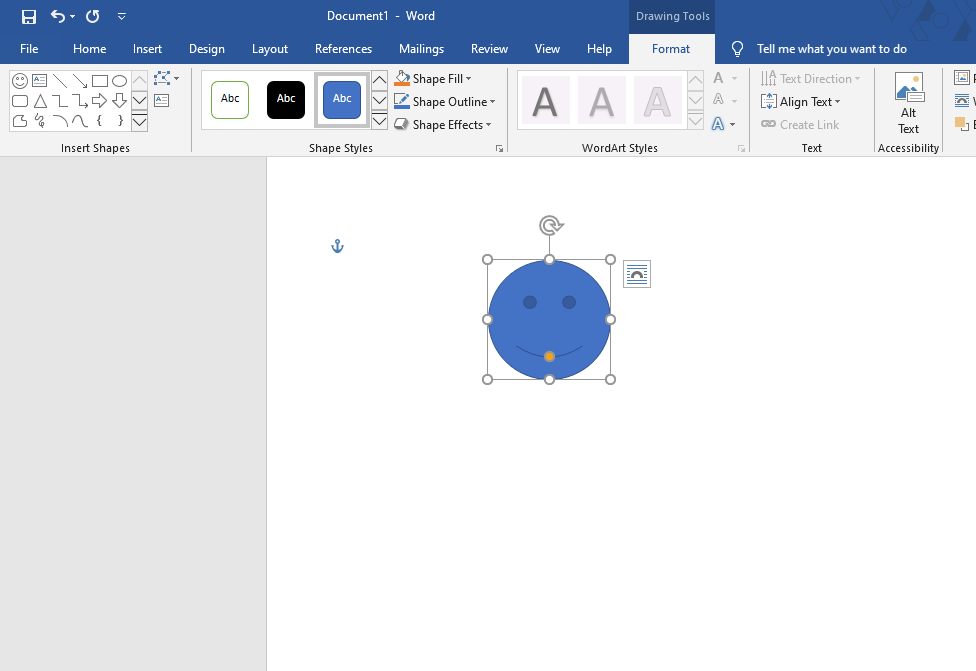 Document1 - Word
Drawing Tools
File Home Insert Design Layout References Mailings Review View Help Format Tell me what you want to do
Abc Abc Abc
Shape Fill
Shape Outline
Shape Effects
A A A
A
A
A
Text Direction
Align Text
Create Link
Alt
Text
Insert Shapes Shape Styles WordArt Styles Text Accessibility